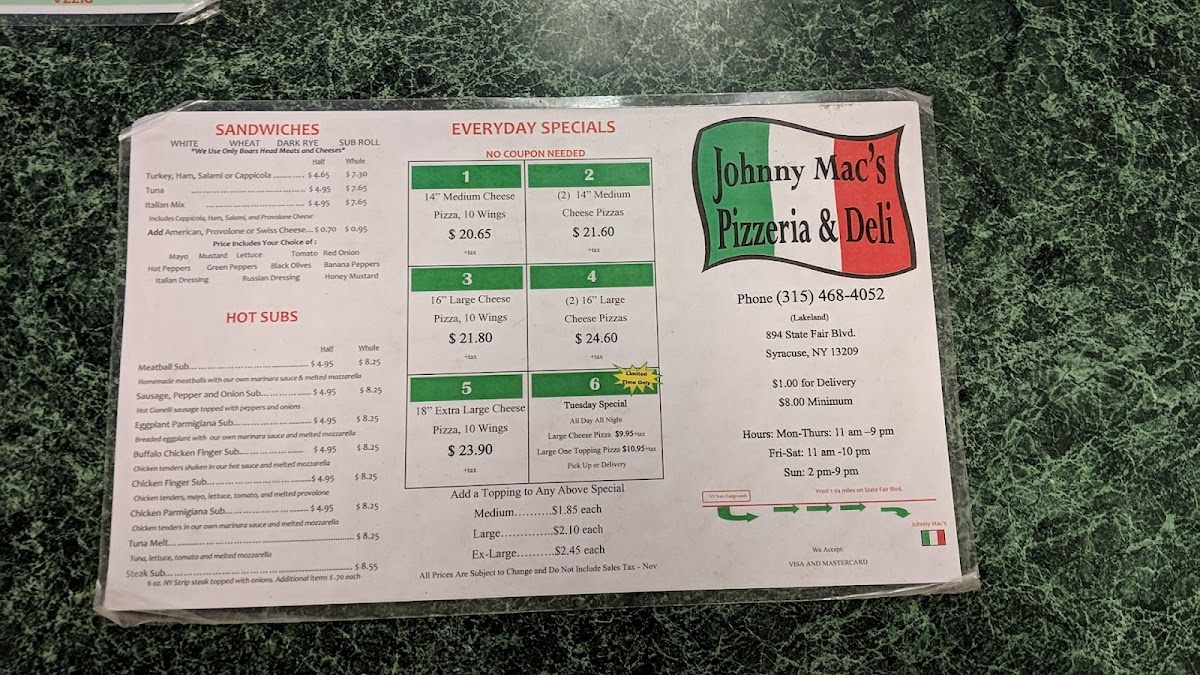 SANDWICHES
WHITE WHEAT DARK RYE SUB ROLL
*We Use Only Boars Head Meats and Cheeses*
Half Whole
Turkey, Ham, Salami or Cappicola ........... $ 4.65 $ 7.30
Tuna ........................................ $ 4.95 $ 7.65
Italian Mix ................................... $ 4.95 $ 7.65
Includes Cappicola, Ham, Salami, and Provolone Cheese
Add American, Provolone or Swiss Cheese... $ 0.70 $ 0.95
Price Includes Your Choice of :
Mayo Mustard Lettuce Tomato Red Onion
Hot Peppers Green Peppers Black Olives Banana Peppers
Italian Dressing Russian Dressing Honey Mustard
HOT SUBS
Half Whole
Meatball Sub........................................ $ 4.95 $ 8.25
Homemade meatballs with our own marinara sauce & melted mozzarella
Sausage, Pepper and Onion Sub................ $ 4.95 $ 8.25
Hot Gianelli sausage topped with peppers and onions
Eggplant Parmigiana Sub........................ $ 4.95 $ 8.25
Breaded eggplant with our own marinara sauce and melted mozzarella
Buffalo Chicken Finger Sub.................... $ 4.95 $ 8.25
Chicken tenders shaken in our hot sauce and melted mozzarella
Chicken Finger Sub................................$ 4.95 $ 8.25
Chicken tenders, mayo, lettuce, tomato, and melted provolone
Chicken Parmigiana Sub......................... $ 4.95 $ 8.25
Chicken tenders in our own marinara sauce and melted mozzarella
Tuna Melt............................................................ $ 8.25
Tuna, lettuce, tomato and melted mozzarella
Steak Sub............................................................ $ 8.55
6 oz. NY Strip steak topped with onions. Additional items $ .70 each
EVERYDAY SPECIALS
NO COUPON NEEDED
1
14” Medium Cheese
Pizza, 10 Wings
$ 20.65
+tax
2
(2) 14” Medium
Cheese Pizzas
$ 21.60
+tax
3
16” Large Cheese
Pizza, 10 Wings
$ 21.80
+tax
4
(2) 16” Large
Cheese Pizzas
$ 24.60
+tax
5
18” Extra Large Cheese
Pizza, 10 Wings
$ 23.90
+tax
6
Limited
Time Only
Tuesday Special
All Day All Night
Large Cheese Pizza $9.95+tax
Large One Topping Pizza $10.95+tax
Pick Up or Delivery
Add a Topping to Any Above Special
Medium.........$1.85 each
Large.............$2.10 each
Ex-Large.........$2.45 each
All Prices Are Subject to Change and Do Not Include Sales Tax - Nov
Johnny Mac's
Pizzeria & Deli
Phone (315) 468-4052
(Lakeland)
894 State Fair Blvd.
Syracuse, NY 13209
$1.00 for Delivery
$8.00 Minimum
Hours: Mon-Thurs: 11 am –9 pm
Fri-Sat: 11 am -10 pm
Sun: 2 pm-9 pm
NY State Fairgrounds
West 1 1/4 miles on State Fair Blvd.
Johnny Mac's
We Accept
VISA AND MASTERCARD